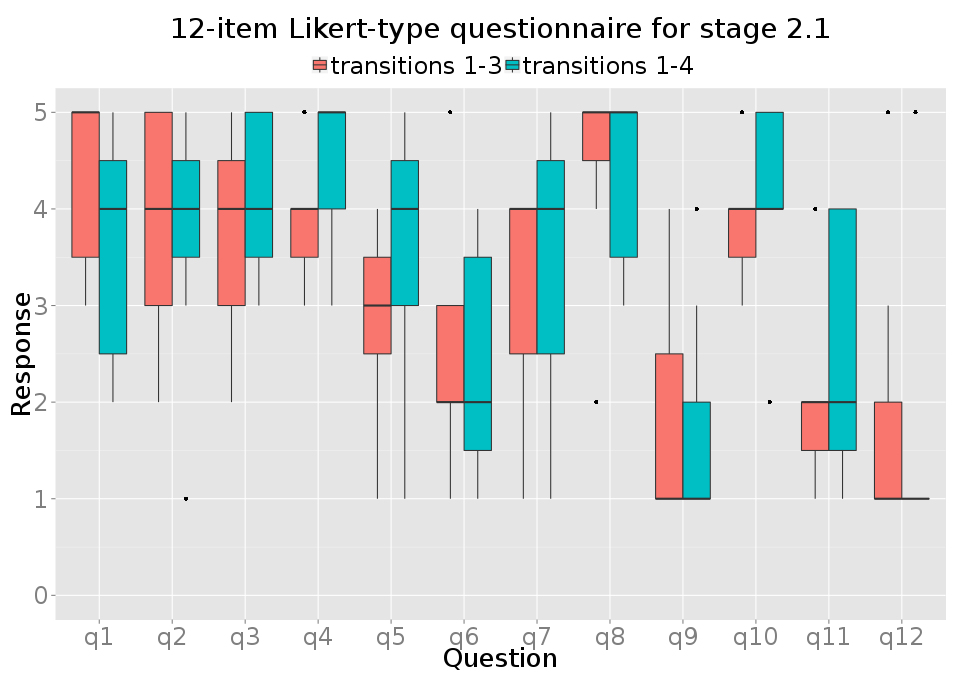 12-item Likert-type questionnaire for stage 2.1
transitions 1-3 transitions 1-4
Response
5
4
3
2
1
0
q1 q2 q3 q4 q5 q6 q7 q8 q9 q10 q11 q12
Question